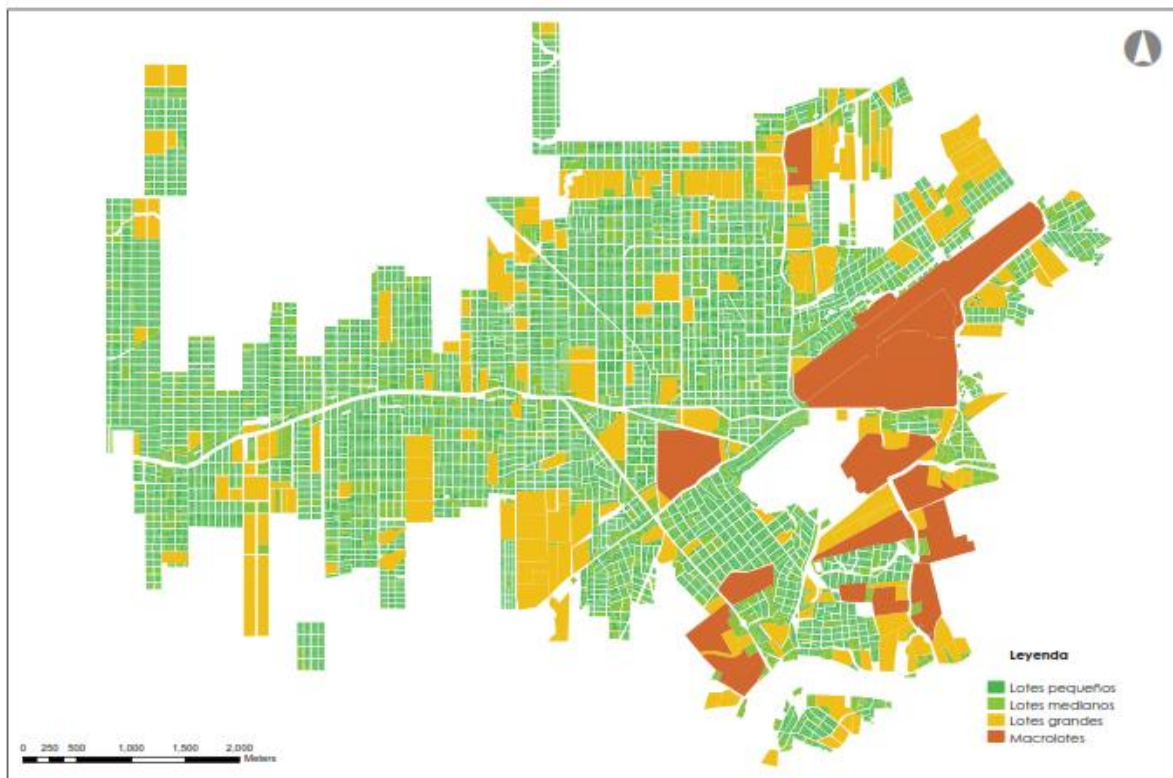 Leyenda
Lotes pequeños
Lotes medianos
Lotes grandes
Macrolotes
0 250 500 1,000 1,500 2,000
Meters